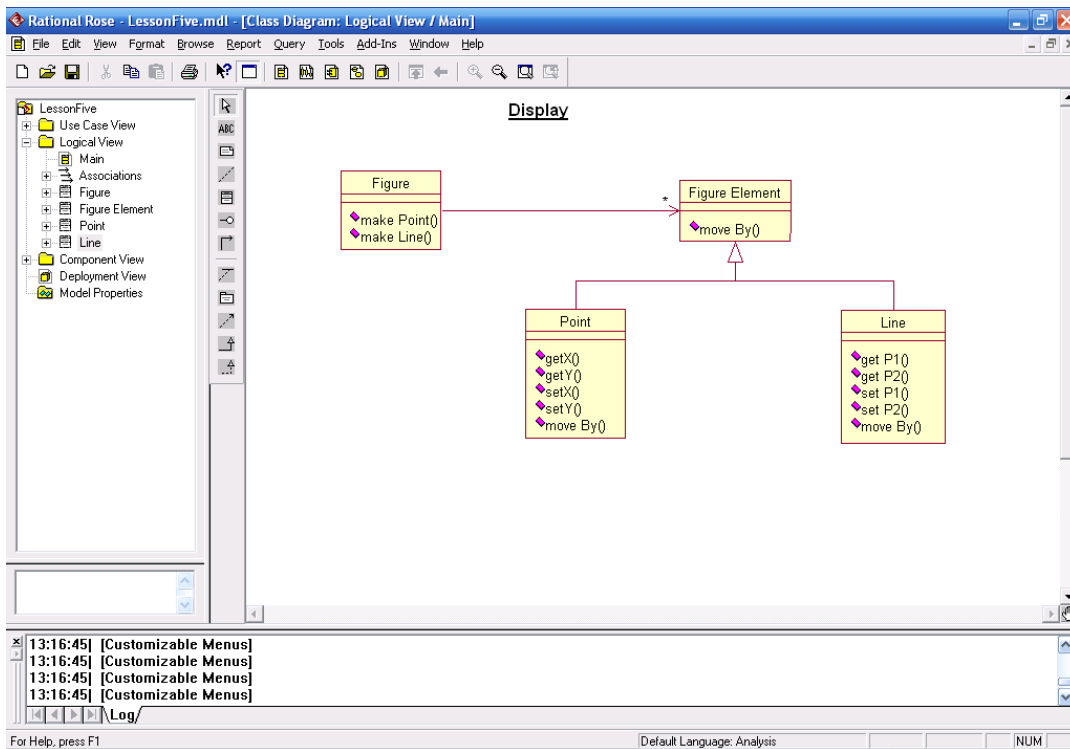 Rational Rose - LessonFive.mdl - [Class Diagram: Logical View / Main]
File Edit View Format Browse Report Query Tools Add-Ins Window Help
LessonFive
Use Case View
Logical View
Main
Associations
Figure
Figure Element
Point
Line
Component View
Deployment View
Model Properties
ABC
Display
Figure
make Point()
make Line()
*
Figure Element
move By()
Point
getX()
getY()
setX()
setY()
move By()
Line
get P1()
get P2()
set P1()
set P2()
move By()
13:16:45| [Customizable Menus]
13:16:45| [Customizable Menus]
13:16:45| [Customizable Menus]
13:16:45| [Customizable Menus]
Log
For Help, press F1 Default Language: Analysis NUM